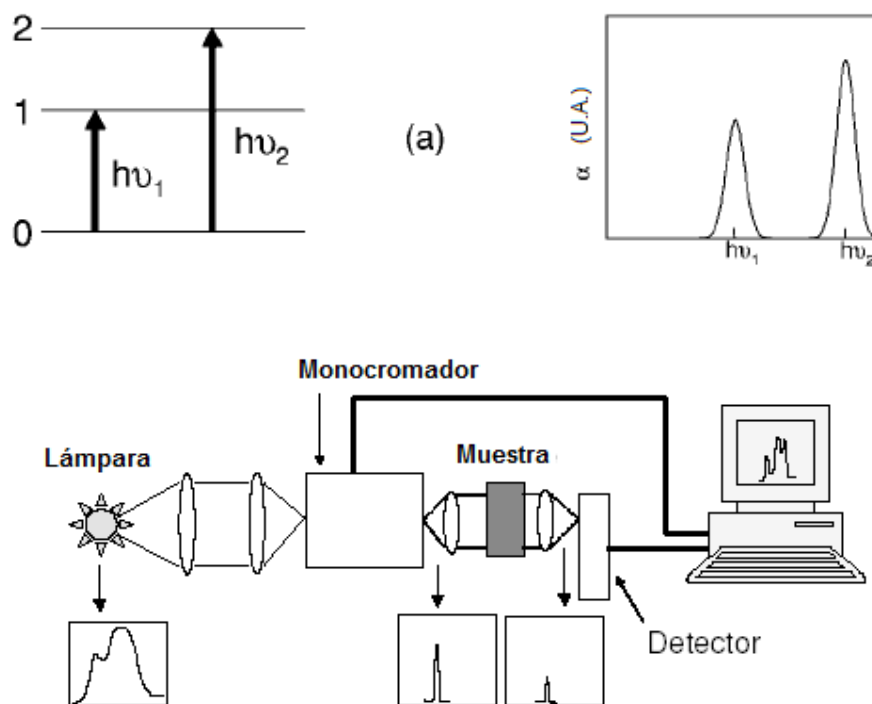 2
1
0
hυ₁
hυ₂
(a)
α (U.A.)
hυ₁
hυ₂
Monocromador
Lámpara
Muestra
Detector